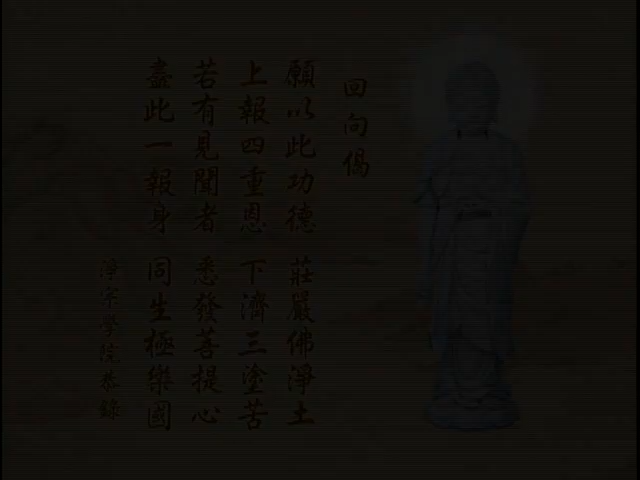 回向偈
願以此功德 莊嚴佛淨土
上報四重恩 下濟三塗苦
若有見聞者 悉發菩提心
盡此一報身 同生極樂國
淨宗學院恭錄